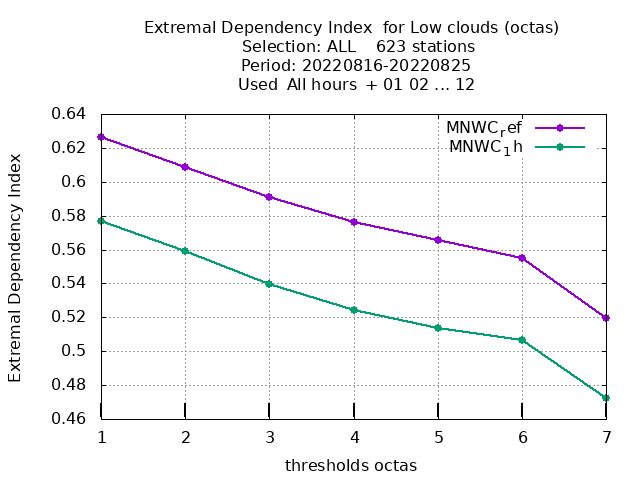 Extremal Dependency Index  for Low clouds (octas)
Selection: ALL    623 stations
Period: 20220816-20220825
Used  All hours  + 01 02 ... 12
MNWC_ref
MNWC_1h
Extremal Dependency Index
0.64
0.62
0.6
0.58
0.56
0.54
0.52
0.5
0.48
0.46
1 2 3 4 5 6 7
thresholds octas